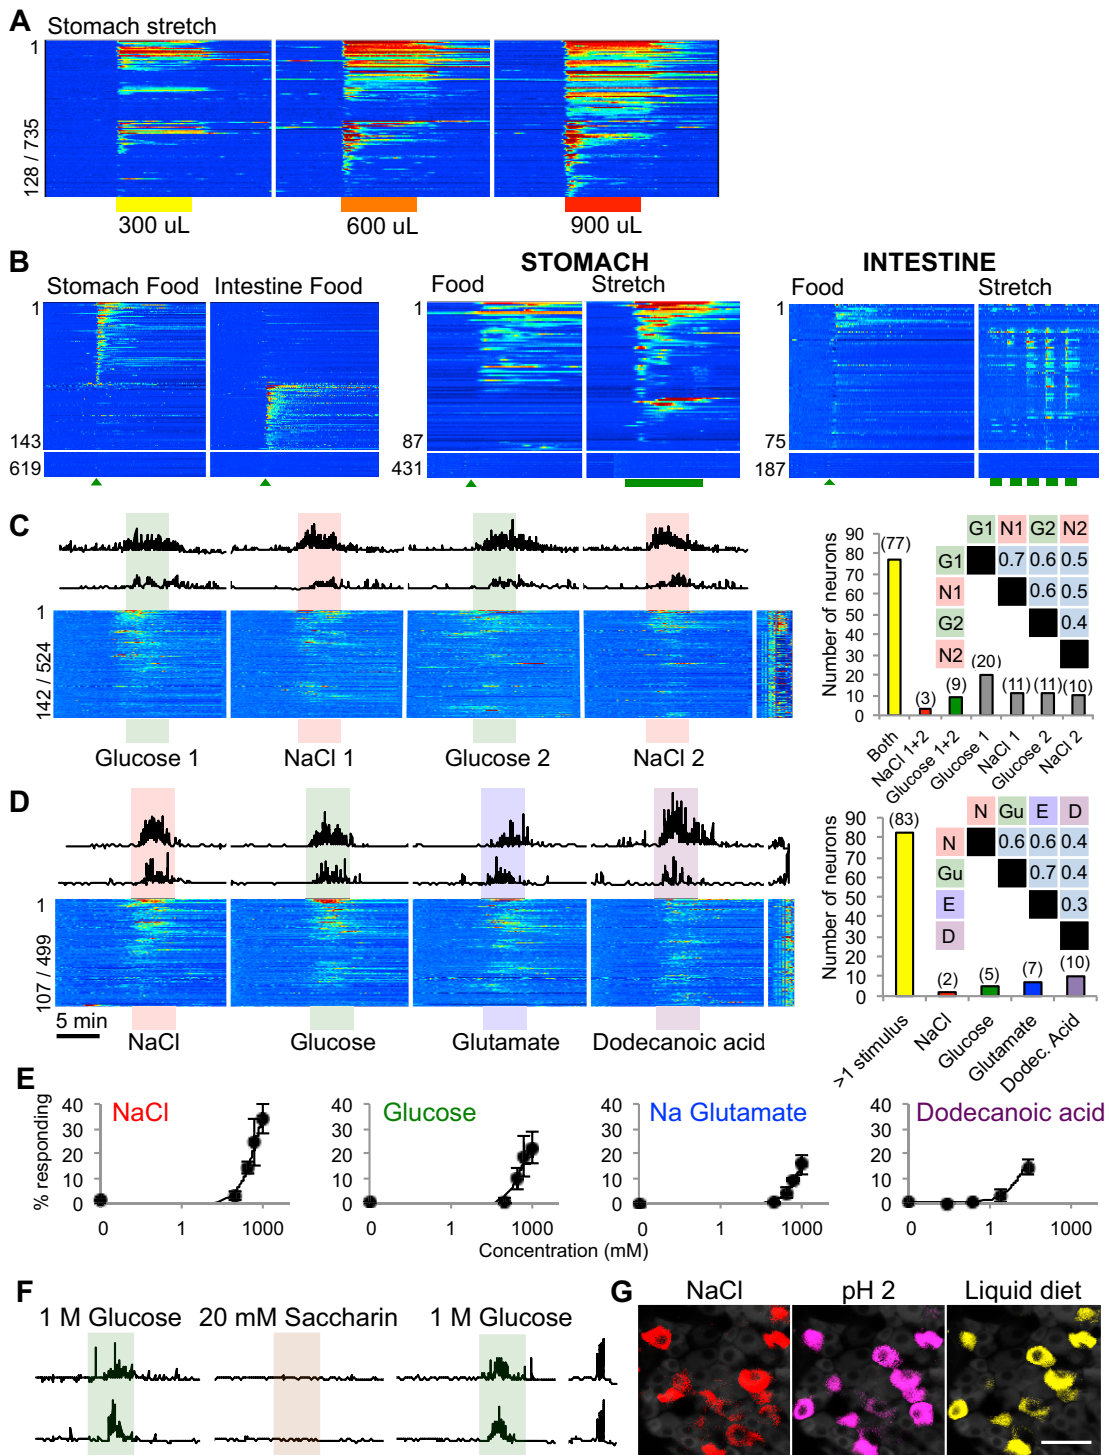 A
Stomach stretch
1
128 / 735
300 uL
600 uL
900 uL
B
STOMACH
INTESTINE
Stomach Food
Intestine Food
Food
Stretch
Food
Stretch
1
143
619
1
87
431
1
75
187
C
1
142 / 524
Glucose 1
NaCl 1
Glucose 2
NaCl 2
Number of neurons
90
80
70
60
50
40
30
20
10
0
(77)
(3)
(9)
(20)
(11)
(11)
(10)
Both
NaCl 1+2
Glucose 1+2
Glucose 1
NaCl 1
Glucose 2
NaCl 2
G1 N1 G2 N2
G1 0.7 0.6 0.5
N1 0.6 0.5
G2 0.4
N2
D
1
107 / 499
5 min
NaCl
Glucose
Glutamate
Dodecanoic acid
Number of neurons
90
80
70
60
50
40
30
20
10
0
(83)
(2)
(5)
(7)
(10)
>1 stimulus
NaCl
Glucose
Glutamate
Dodec. Acid
N Gu E D
N 0.6 0.6 0.4
Gu 0.7 0.4
E 0.3
D
E
% responding
NaCl
40
30
20
10
0
0 1 1000
Glucose
40
30
20
10
0
0 1 1000
Na Glutamate
40
30
20
10
0
0 1 1000
Dodecanoic acid
40
30
20
10
0
0 1 1000
Concentration (mM)
F
1 M Glucose
20 mM Saccharin
1 M Glucose
G
NaCl
pH 2
Liquid diet